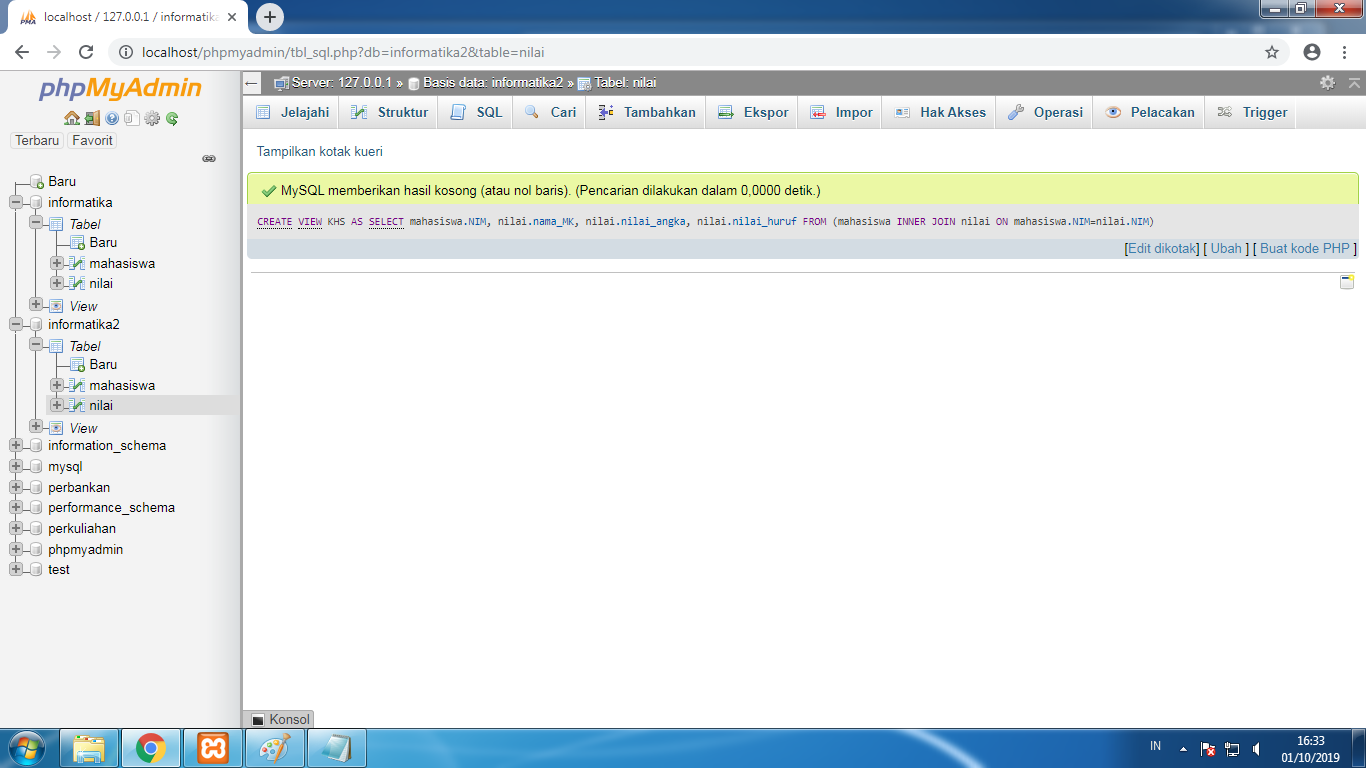 localhost / 127.0.0.1 / informatika
localhost/phpmyadmin/tbl_sql.php?db=informatika2&table=nilai
phpMyAdmin
Terbaru Favorit
Baru
informatika
Tabel
Baru
mahasiswa
nilai
View
informatika2
Tabel
Baru
mahasiswa
nilai
View
information_schema
mysql
perbankan
performance_schema
perkuliahan
phpmyadmin
test
Server: 127.0.0.1 » Basis data: informatika2 » Tabel: nilai
Jelajahi Struktur SQL Cari Tambahkan Ekspor Impor Hak Akses Operasi Pelacakan Trigger
Tampilkan kotak kueri
MySQL memberikan hasil kosong (atau nol baris). (Pencarian dilakukan dalam 0,0000 detik.)
CREATE VIEW KHS AS SELECT mahasiswa.NIM, nilai.nama_MK, nilai.nilai_angka, nilai.nilai_huruf FROM (mahasiswa INNER JOIN nilai ON mahasiswa.NIM=nilai.NIM)
[Edit dikotak] [ Ubah ] [ Buat kode PHP ]
Konsol
IN
16:33
01/10/2019